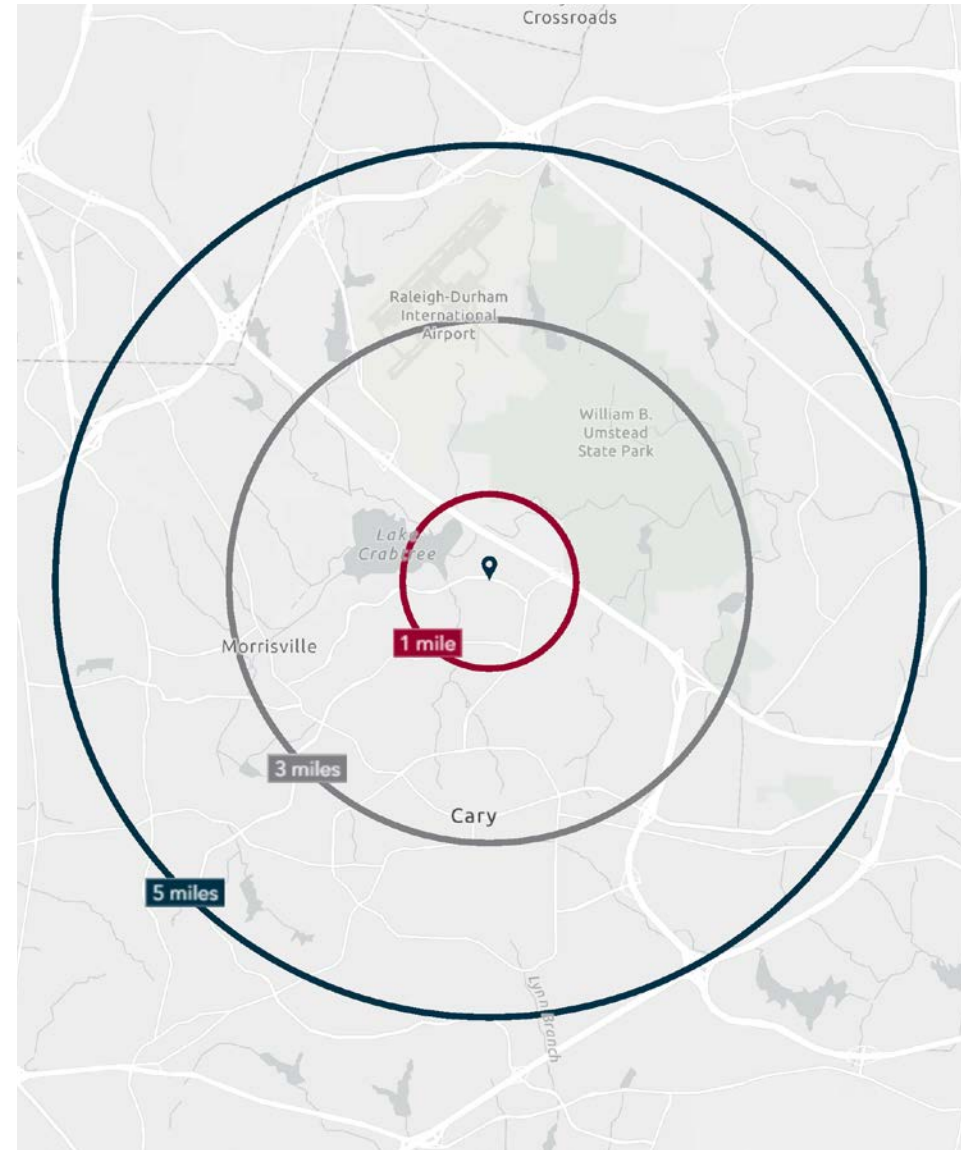 Crossroads
Raleigh-Durham
International
Airport
William B.
Umstead
State Park
Lake
Crabtree
1 mile
Morrisville
3 miles
Cary
5 miles
Lynn Branch